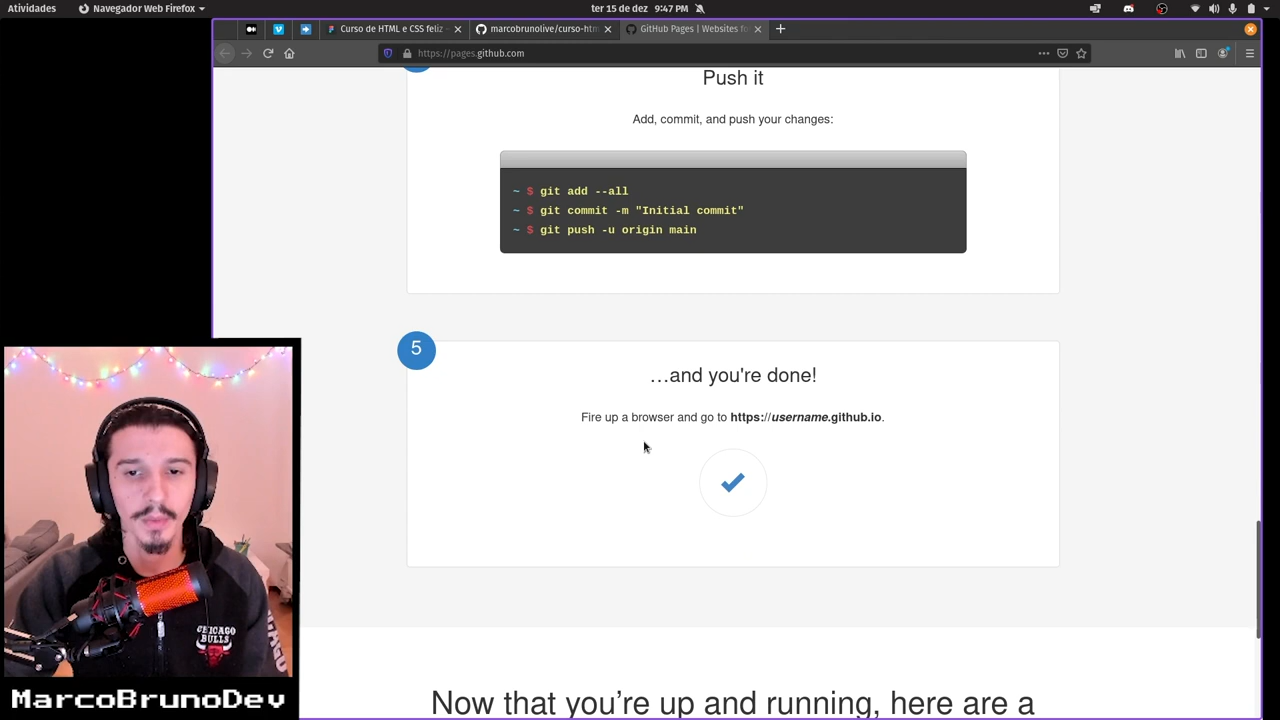 Atividades
Navegador Web Firefox
ter 15 de dez 9:47 PM
Curso de HTML e CSS feliz
marcobrunolive/curso-htm
GitHub Pages | Websites fo
https://pages.github.com
Push it
Add, commit, and push your changes:
~ $ git add --all
~ $ git commit -m "Initial commit"
~ $ git push -u origin main
5
…and you're done!
Fire up a browser and go to https://username.github.io.
CHICAGO
BULLS
MarcoBrunoDev
Now that you’re up and running, here are a